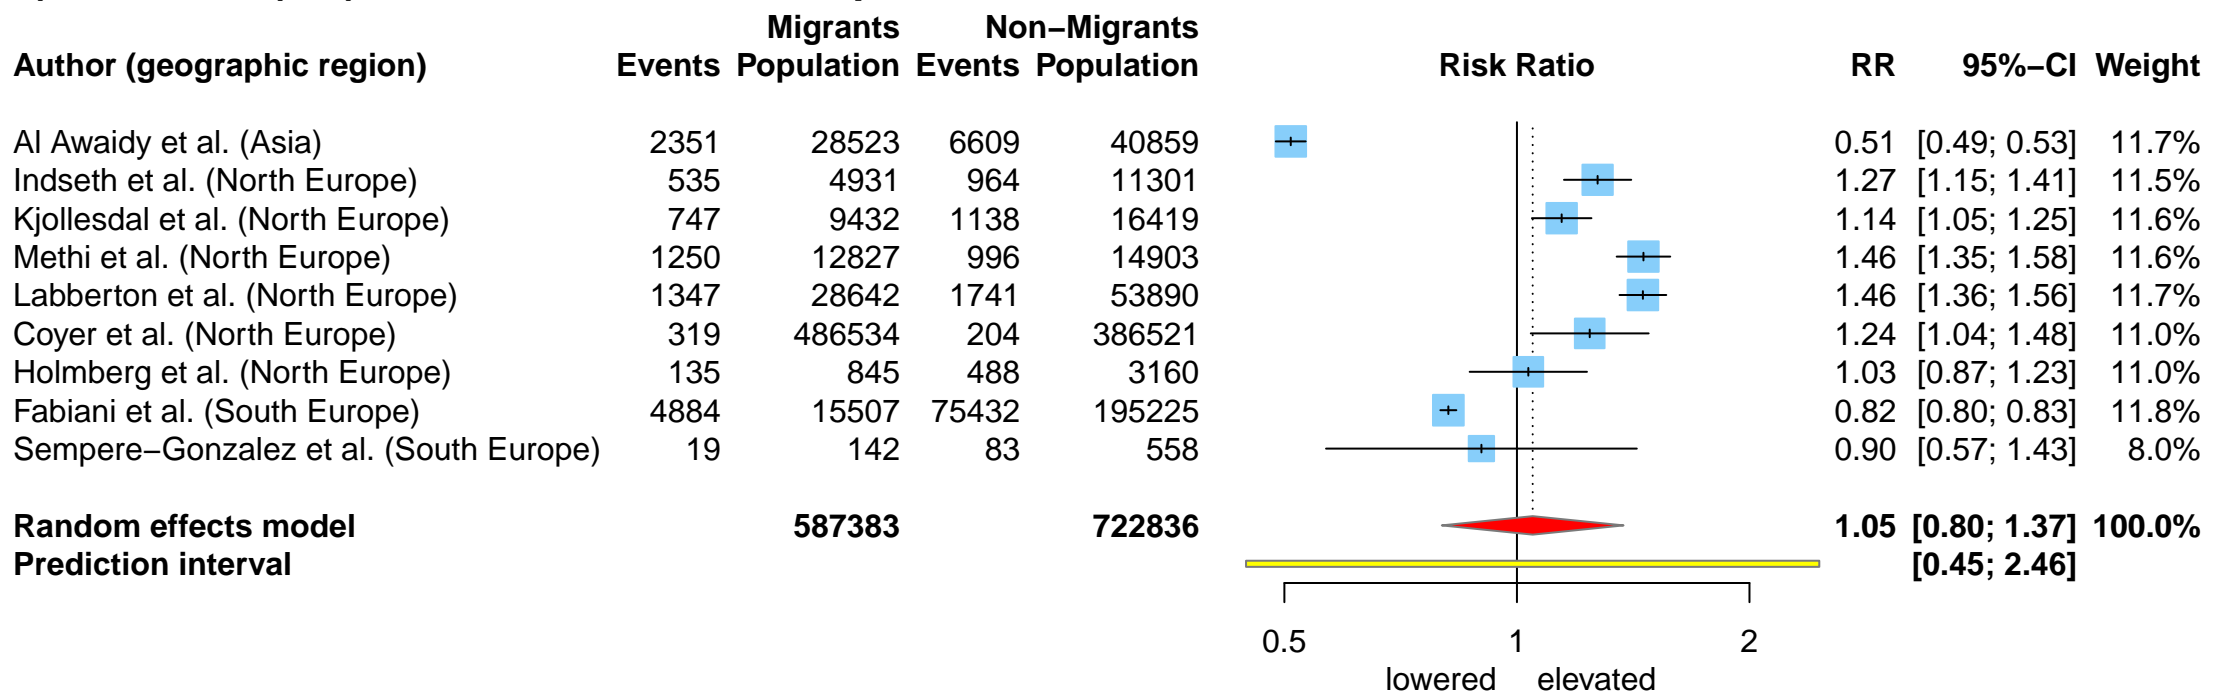 Migrants Non−Migrants
Author (geographic region) Events Population Events Population Risk Ratio RR 95%−CI Weight
Al Awaidy et al. (Asia) 2351 28523 6609 40859 0.51 [0.49; 0.53] 11.7%
Indseth et al. (North Europe) 535 4931 964 11301 1.27 [1.15; 1.41] 11.5%
Kjollesdal et al. (North Europe) 747 9432 1138 16419 1.14 [1.05; 1.25] 11.6%
Methi et al. (North Europe) 1250 12827 996 14903 1.46 [1.35; 1.58] 11.6%
Labberton et al. (North Europe) 1347 28642 1741 53890 1.46 [1.36; 1.56] 11.7%
Coyer et al. (North Europe) 319 486534 204 386521 1.24 [1.04; 1.48] 11.0%
Holmberg et al. (North Europe) 135 845 488 3160 1.03 [0.87; 1.23] 11.0%
Fabiani et al. (South Europe) 4884 15507 75432 195225 0.82 [0.80; 0.83] 11.8%
Sempere−Gonzalez et al. (South Europe) 19 142 83 558 0.90 [0.57; 1.43] 8.0%
Random effects model 587383 722836 1.05 [0.80; 1.37] 100.0%
Prediction interval [0.45; 2.46]
0.5 1 2
lowered elevated